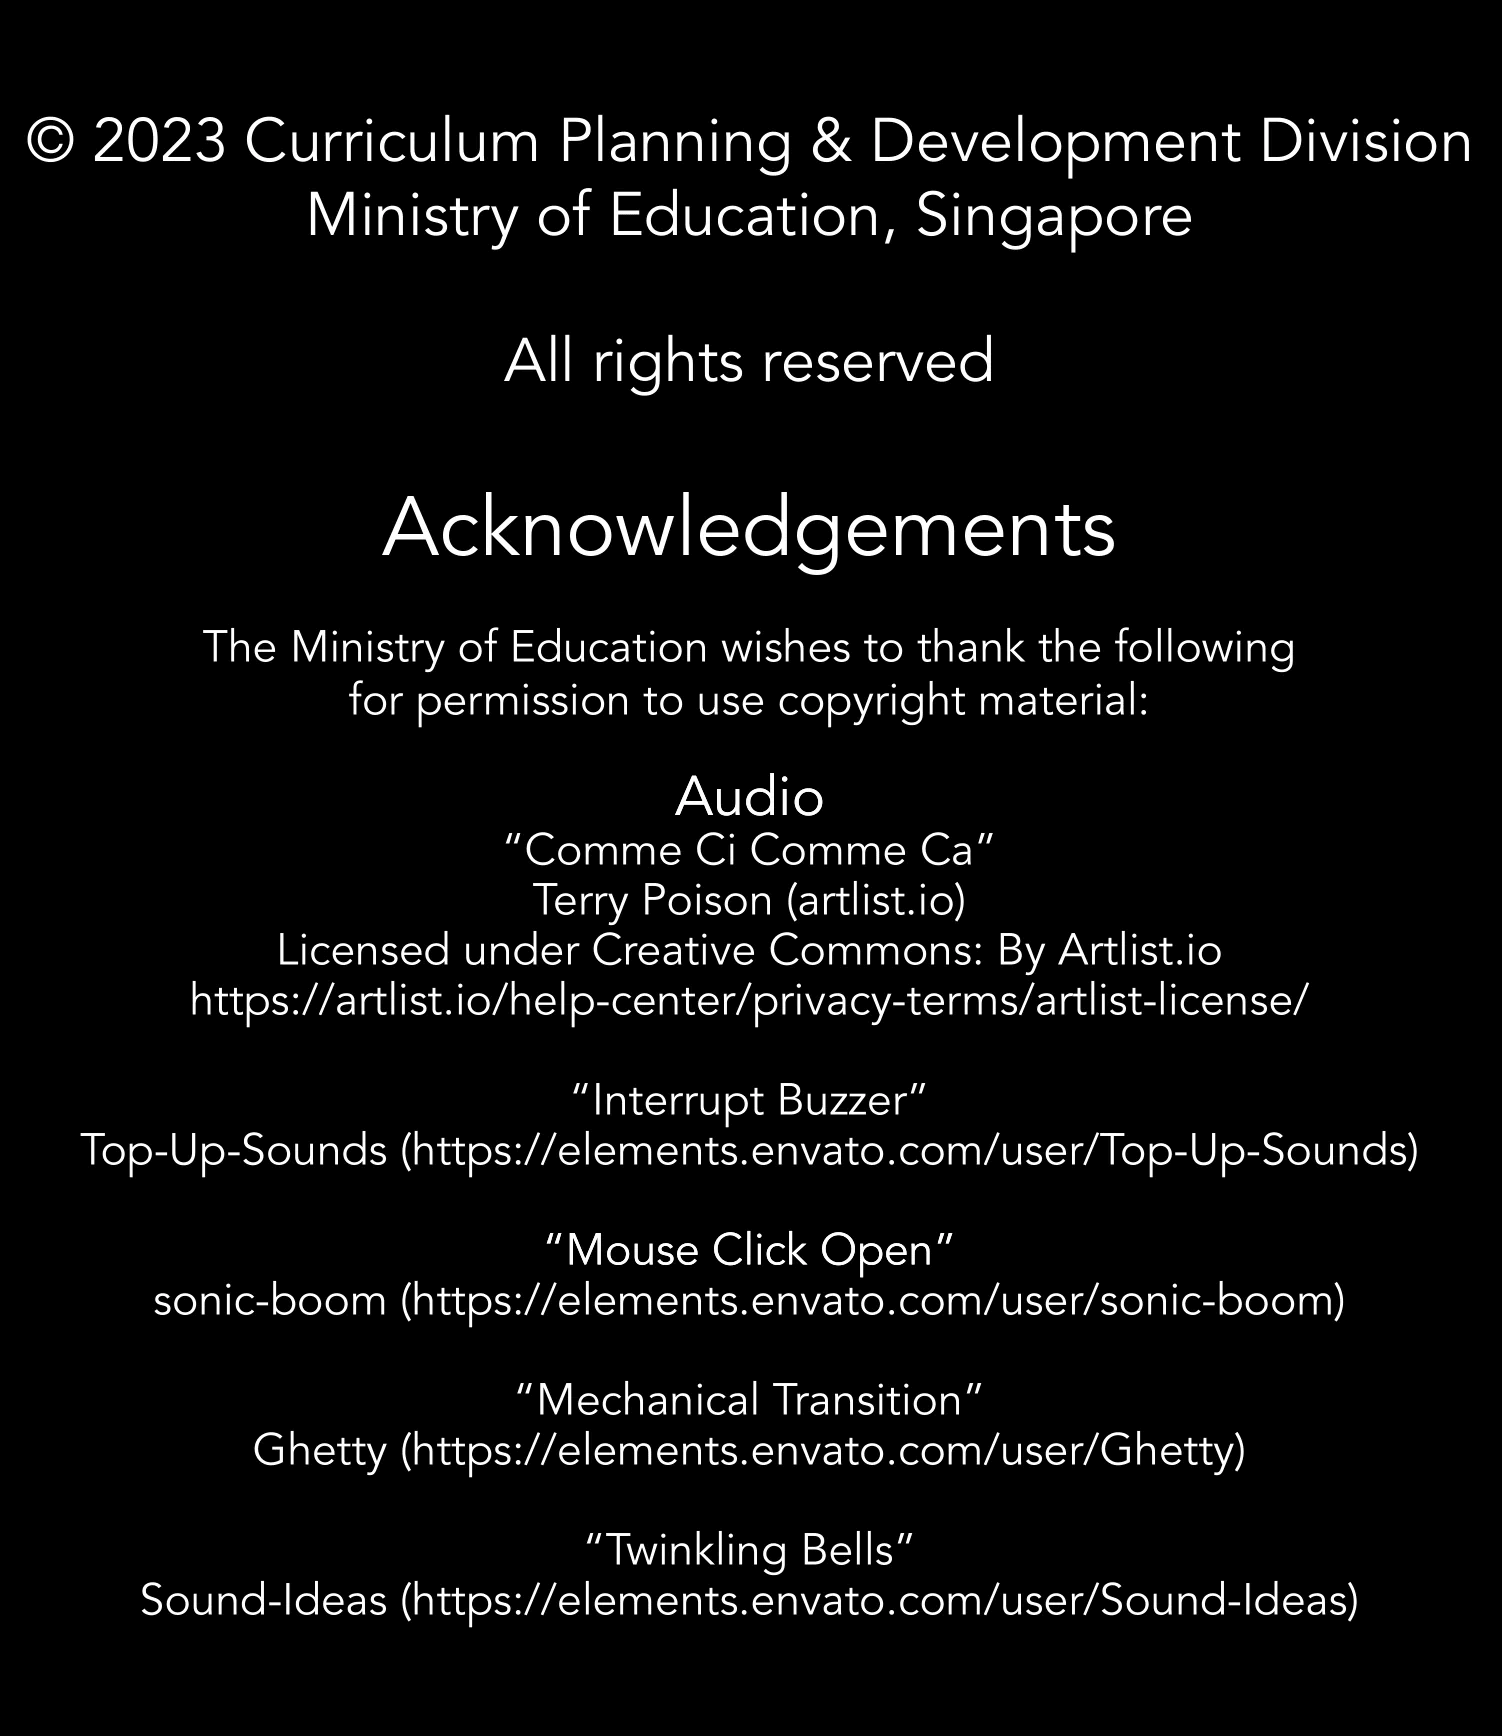 © 2023 Curriculum Planning & Development Division
Ministry of Education, Singapore
All rights reserved
Acknowledgements
The Ministry of Education wishes to thank the following
for permission to use copyright material:
Audio
“Comme Ci Comme Ca”
Terry Poison (artlist.io)
Licensed under Creative Commons: By Artlist.io
https://artlist.io/help-center/privacy-terms/artlist-license/
“Interrupt Buzzer”
Top-Up-Sounds (https://elements.envato.com/user/Top-Up-Sounds)
“Mouse Click Open”
sonic-boom (https://elements.envato.com/user/sonic-boom)
“Mechanical Transition”
Ghetty (https://elements.envato.com/user/Ghetty)
“Twinkling Bells”
Sound-Ideas (https://elements.envato.com/user/Sound-Ideas)